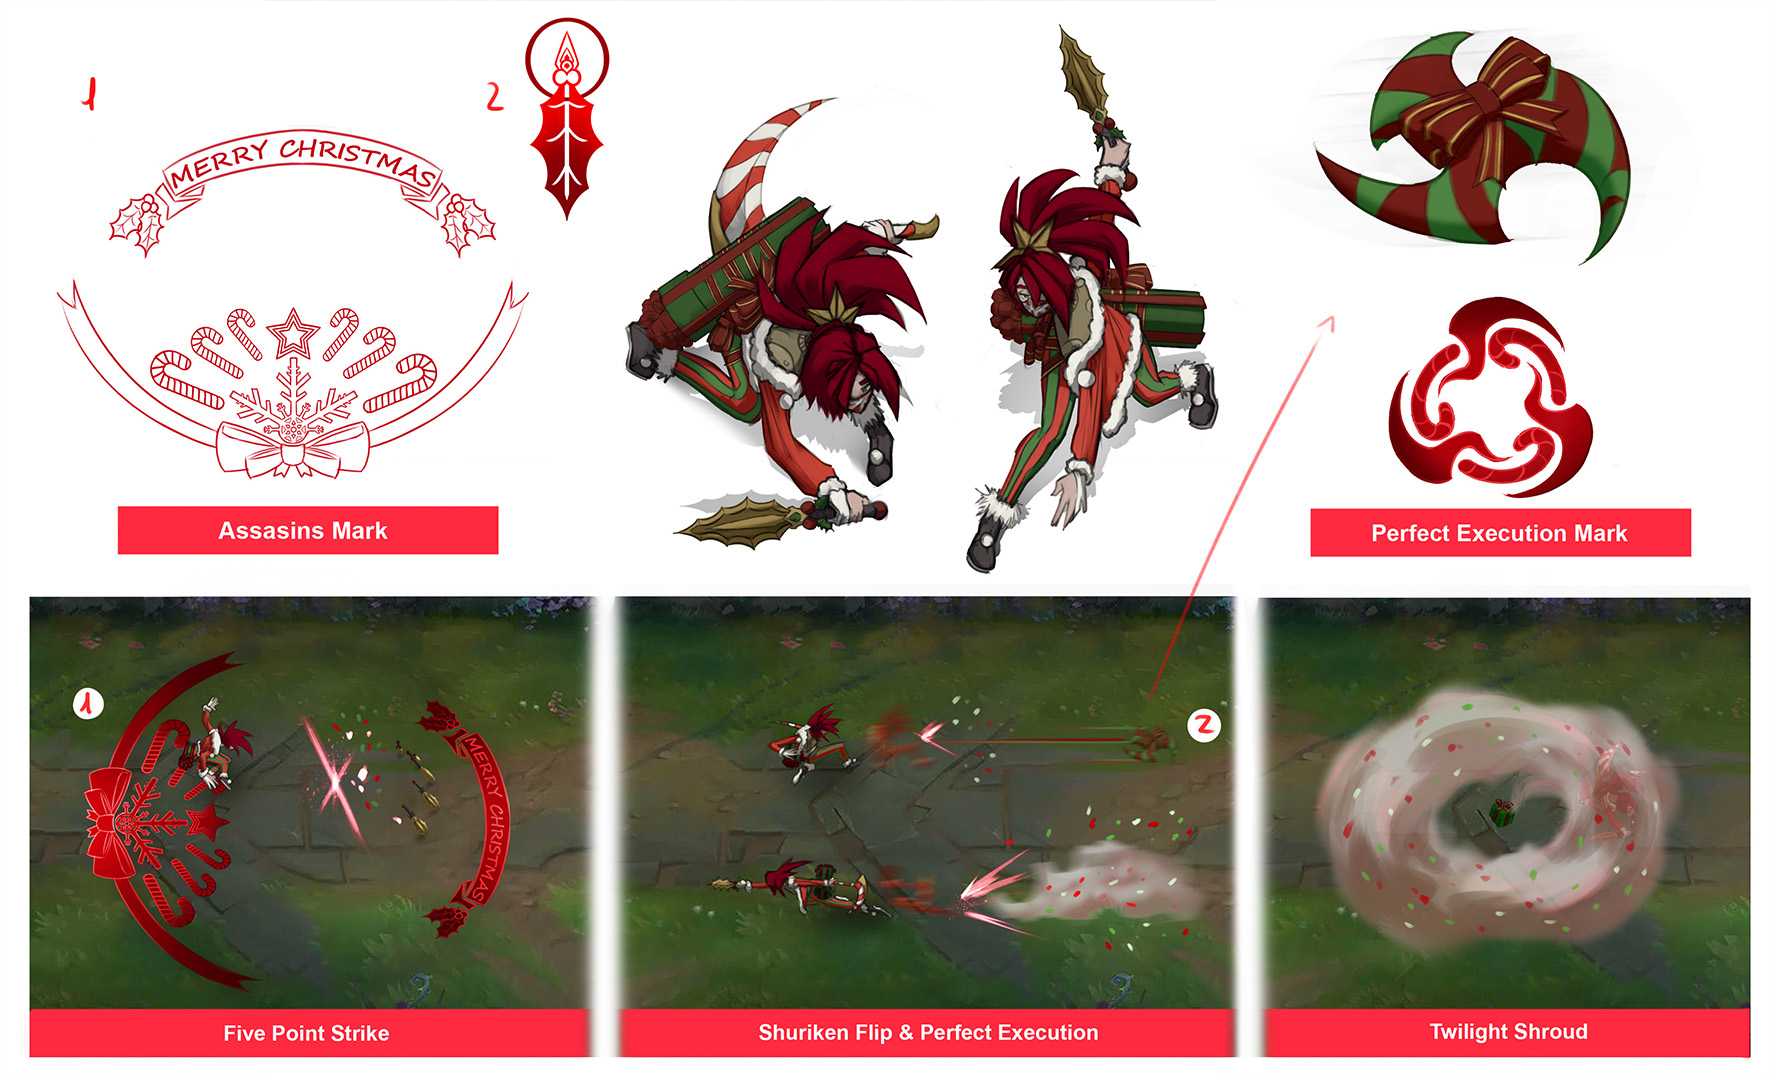 1
2
MERRY CHRISTMAS
Assasins Mark
Perfect Execution Mark
1
MERRY CHRISTMAS
2
Five Point Strike
Shuriken Flip & Perfect Execution
Twilight Shroud